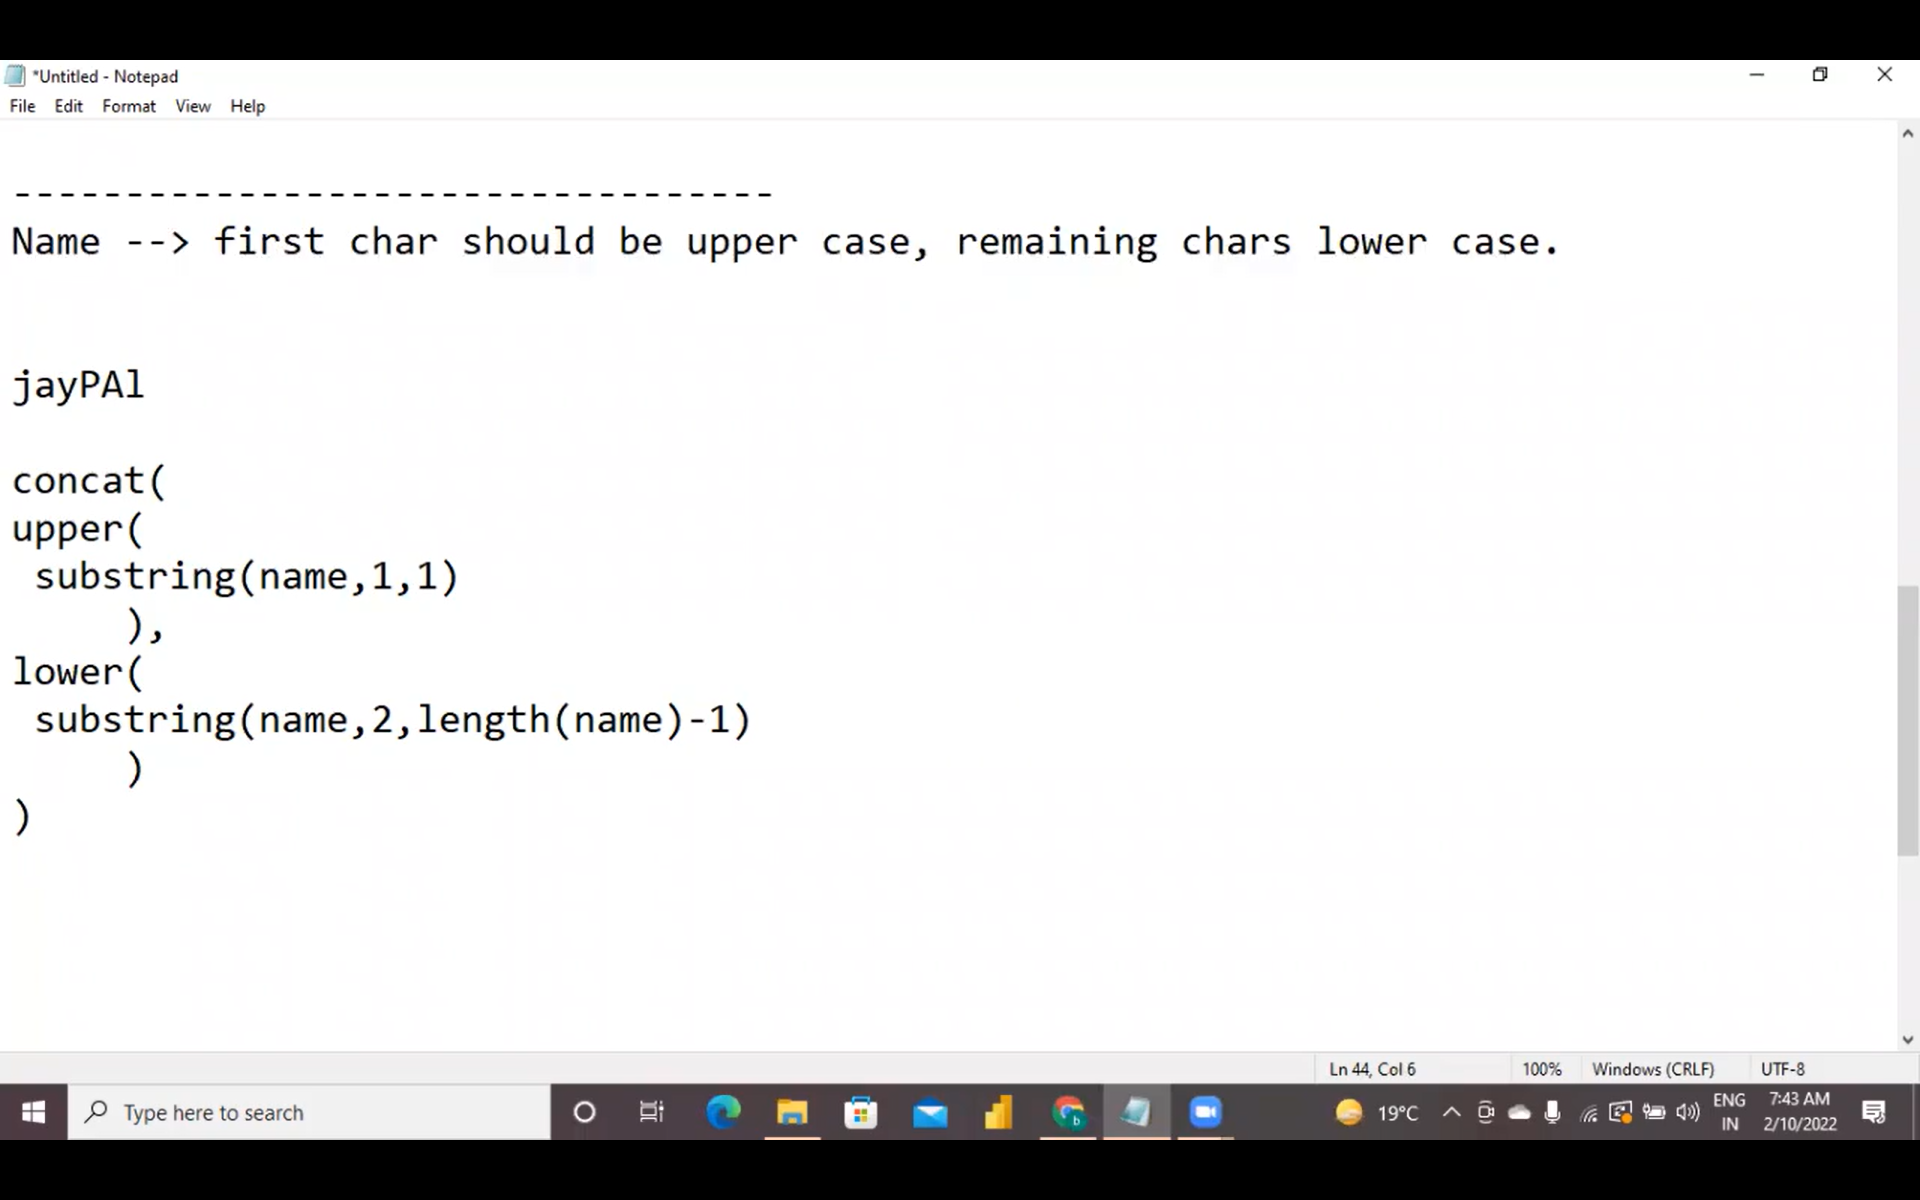 *Untitled - Notepad
File Edit Format View Help
----------------------------------
Name --> first char should be upper case, remaining chars lower case.
jayPAl
concat(
upper(
substring(name,1,1)
),
lower(
substring(name,2,length(name)-1)
)
)
Ln 44, Col 6 100% Windows (CRLF) UTF-8
Type here to search
19°C
ENG
IN
7:43 AM
2/10/2022